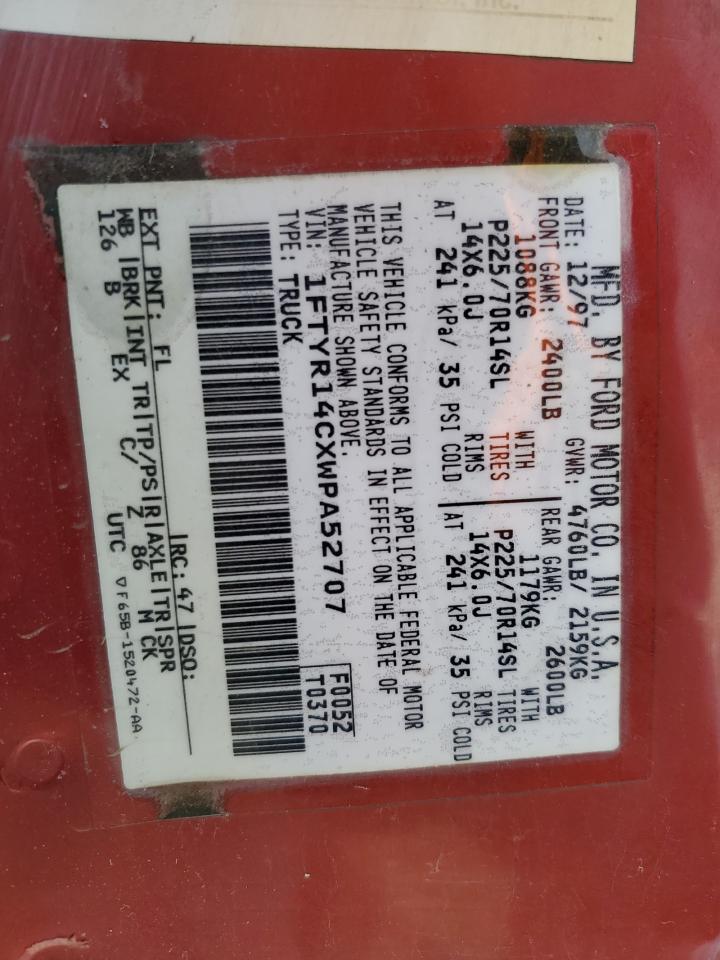 MFD. BY FORD MOTOR CO. IN U.S.A.
DATE: 12/97 GVWR: 4760LB/ 2159KG
FRONT GAWR: 2400LB REAR GAWR: 2600LB
1088KG WITH 1179KG WITH
P225/70R14SL TIRES P225/70R14SL TIRES
14X6.0J RIMS 14X6.0J RIMS
AT 241 kPa/ 35 PSI COLD AT 241 kPa/ 35 PSI COLD
THIS VEHICLE CONFORMS TO ALL APPLICABLE FEDERAL MOTOR
VEHICLE SAFETY STANDARDS IN EFFECT ON THE DATE OF
MANUFACTURE SHOWN ABOVE.
VIN: 1FTYR14CXWPA52707 F0052
TYPE: TRUCK T0370
EXT PNT: FL RC: 47 DSO:
WB BRK INT TR TP/PS R AXLE TR SPR
126 B EX C/ Z 86 M CK
UTC ▽F65B-1520472-AA